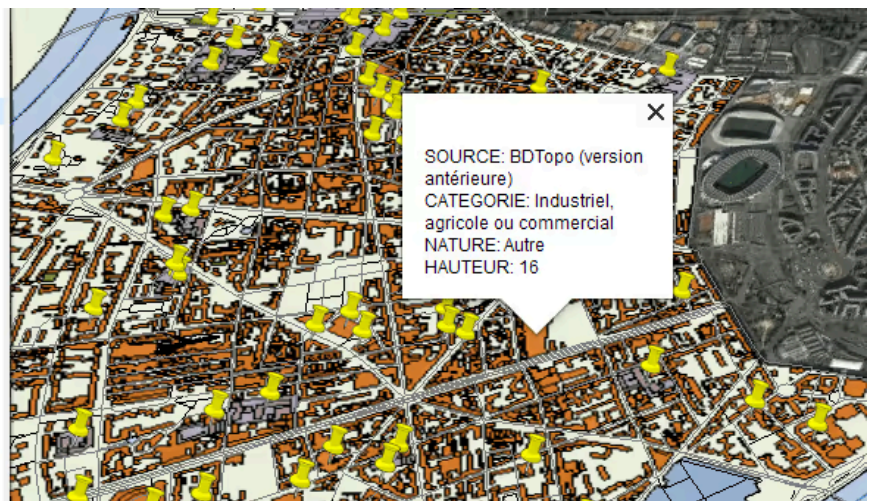 SOURCE: BDTopo (version
antérieure)
CATEGORIE: Industriel,
agricole ou commercial
NATURE: Autre
HAUTEUR: 16